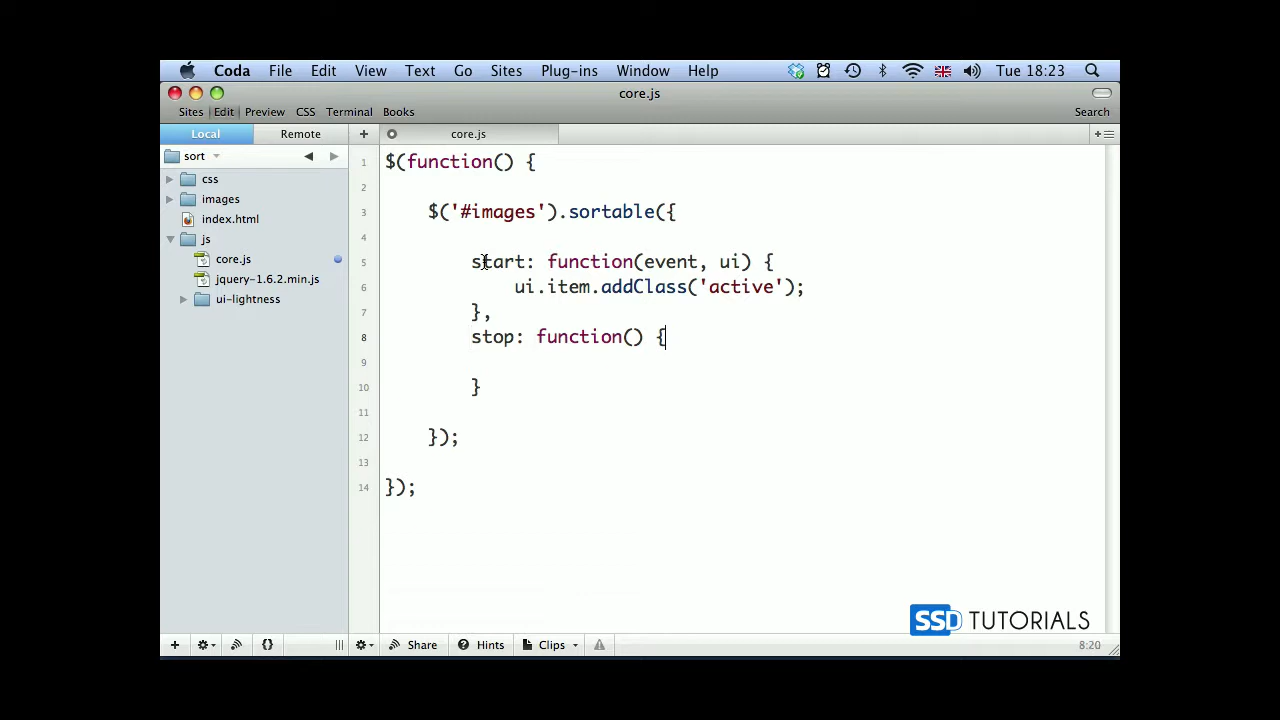 Coda File Edit View Text Go Sites Plug-ins Window Help Tue 18:23
core.js
Sites Edit Preview CSS Terminal Books Search
Local Remote + core.js
sort
css
images
index.html
js
core.js
jquery-1.6.2.min.js
ui-lightness
1 $(function() {
2
3 $('#images').sortable({
4
5 start: function(event, ui) {
6 ui.item.addClass('active');
7 },
8 stop: function() {
9
10 }
11
12 });
13
14 });
SSD TUTORIALS
Share Hints Clips 8:20